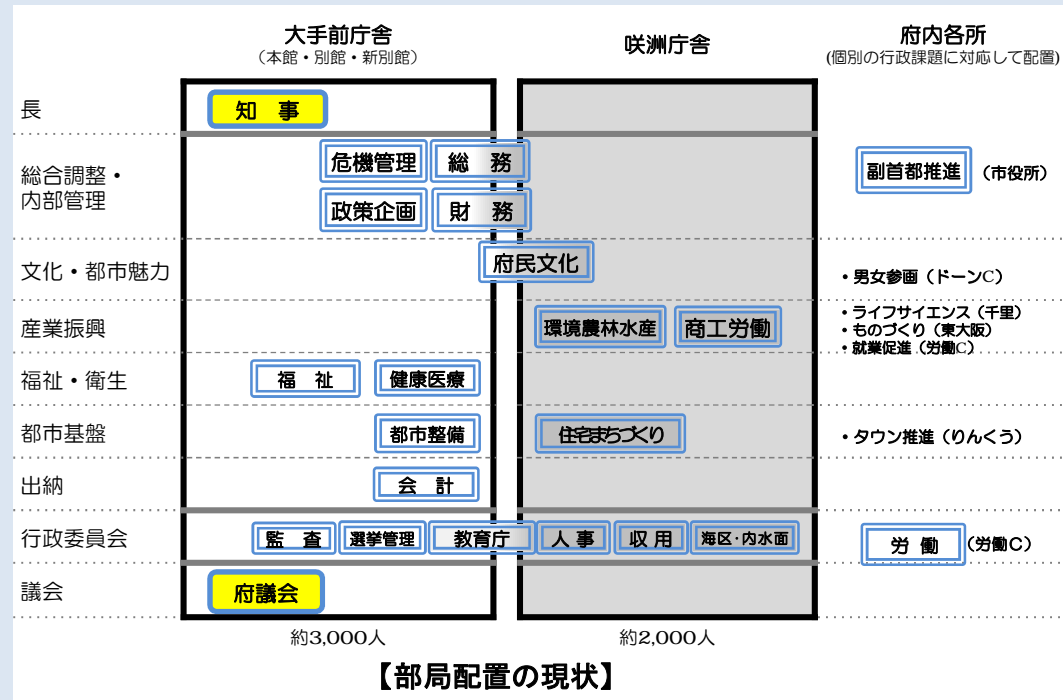 大手前庁舎
（本館・別館・新別館）
咲洲庁舎
府内各所
(個別の行政課題に対応して配置)
長
知　事
総合調整・
内部管理
危機管理
総　務
政策企画
財　務
副首都推進
（市役所）
文化・都市魅力
府民文化
・男女参画（ドーンC）
産業振興
環境農林水産
商工労働
・ライフサイエンス（千里）
・ものづくり（東大阪）
・就業促進（労働C）
福祉・衛生
福　祉
健康医療
都市基盤
都市整備
住宅まちづくり
・タウン推進（りんくう）
出納
会　計
行政委員会
監　査
選挙管理
教育庁
人 事
収 用
海区・内水面
労 働
(労働C）
議会
府議会
約3,000人
約2,000人
【部局配置の現状】